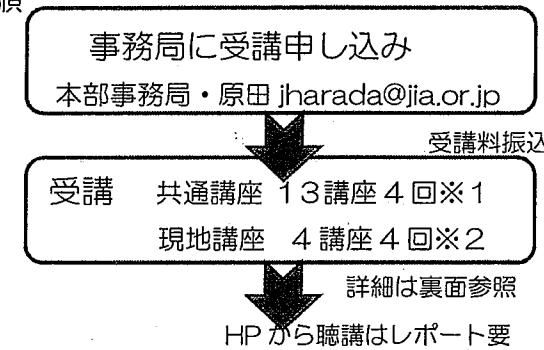 順
事務局に受講申し込み
本部事務局・原田 jharada@jia.or.jp
受講料振込
受講 共通講座 13講座4回※1
現地講座 4講座4回※2
詳細は裏面参照
HPから聴講はレポート要